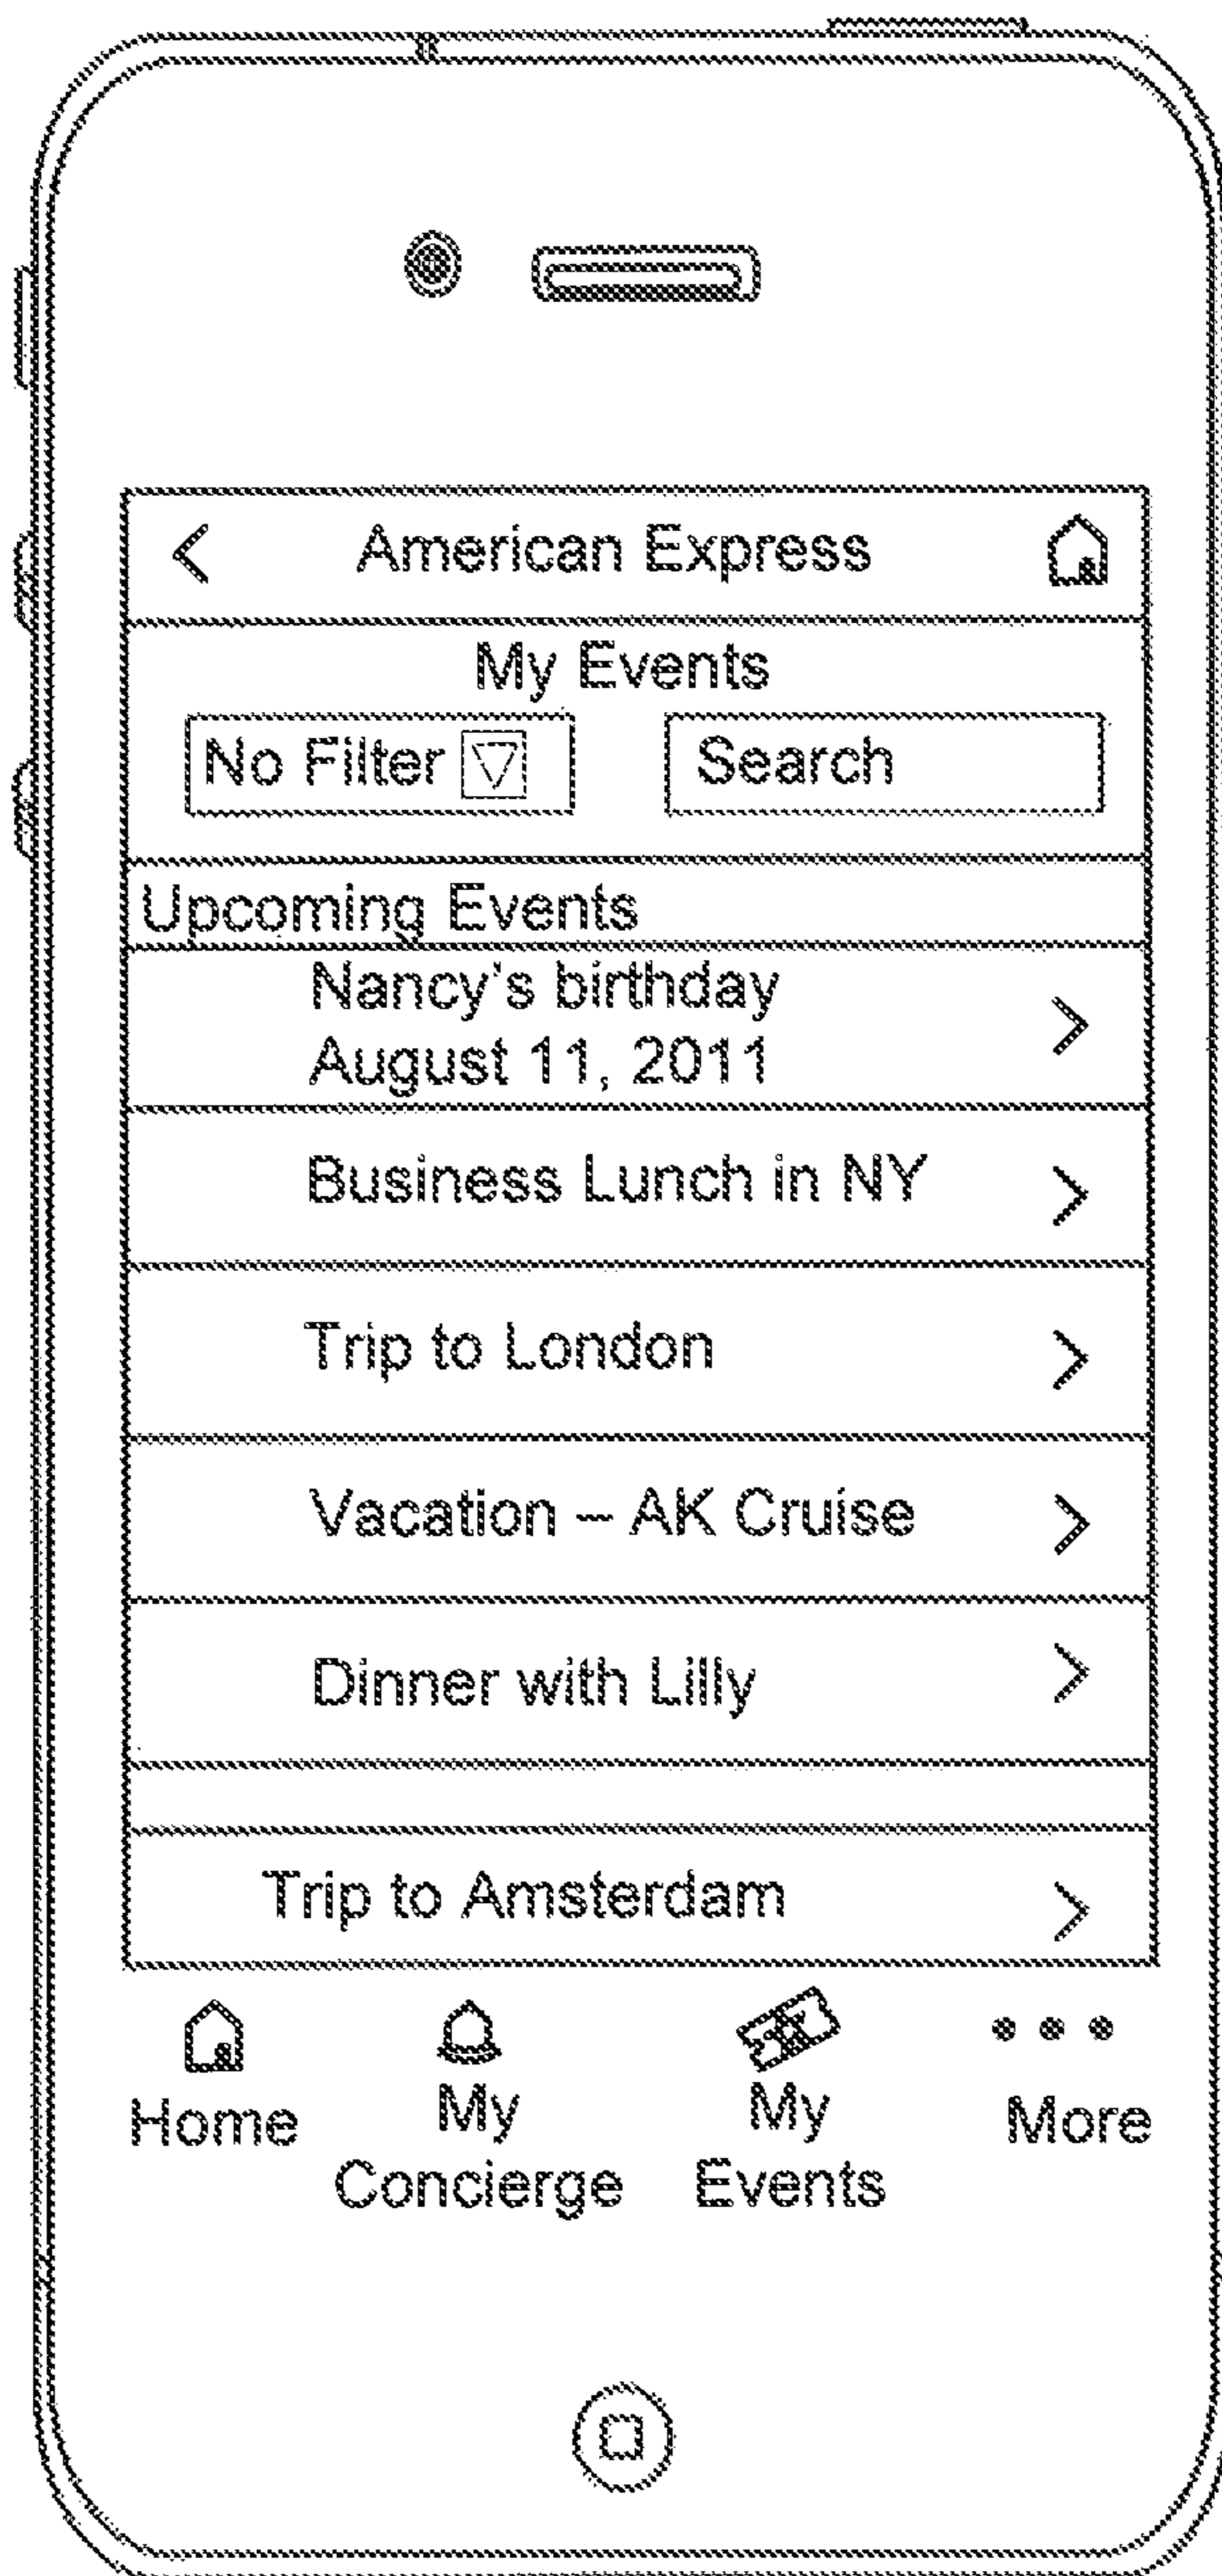 American Express
My Events
No Filter Search
Upcoming Events
Nancy's birthday
August 11, 2011
Business Lunch in NY
Trip to London
Vacation – AK Cruise
Dinner with Lilly
Trip to Amsterdam
Home
My
Concierge
My
Events
More